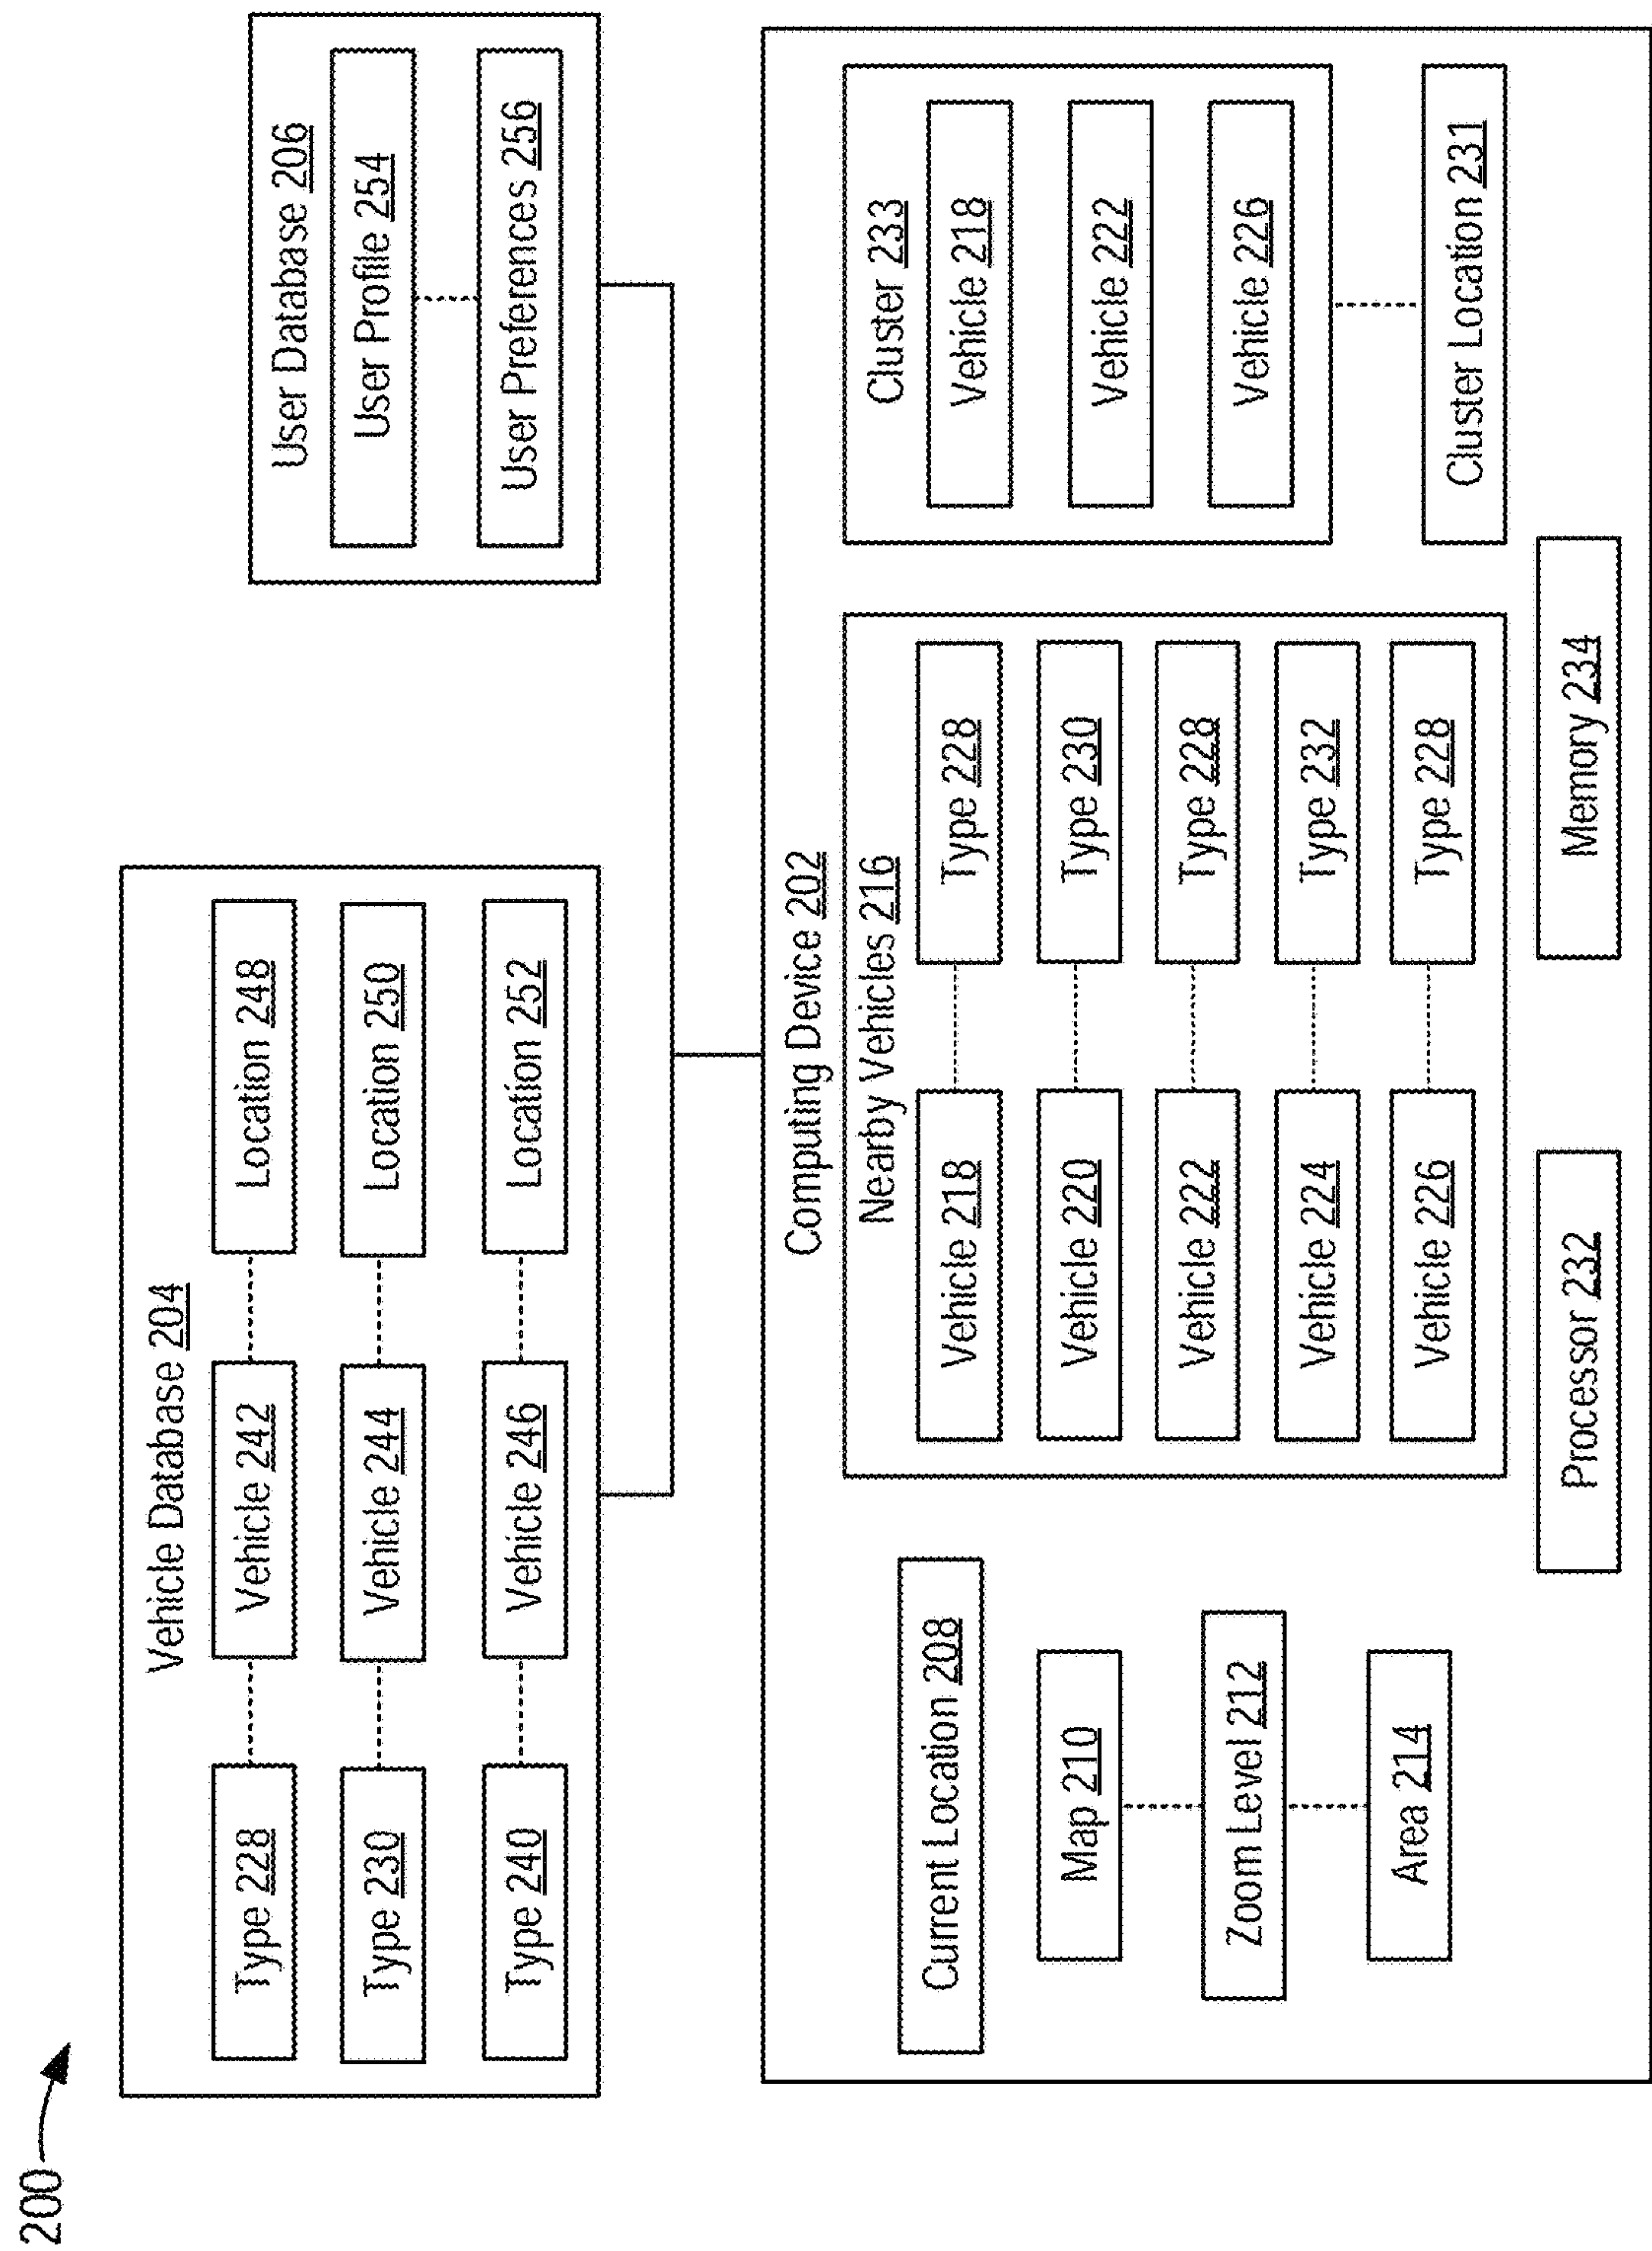 200
Vehicle Database 204
Type 228
Vehicle 242
Location 248
Type 230
Vehicle 244
Location 250
Type 240
Vehicle 246
Location 252
User Database 206
User Profile 254
User Preferences 256
Computing Device 202
Current Location 208
Map 210
Zoom Level 212
Area 214
Nearby Vehicles 216
Vehicle 218
Type 228
Vehicle 220
Type 230
Vehicle 222
Type 228
Vehicle 224
Type 232
Vehicle 226
Type 228
Cluster 233
Vehicle 218
Vehicle 222
Vehicle 226
Cluster Location 231
Processor 232
Memory 234